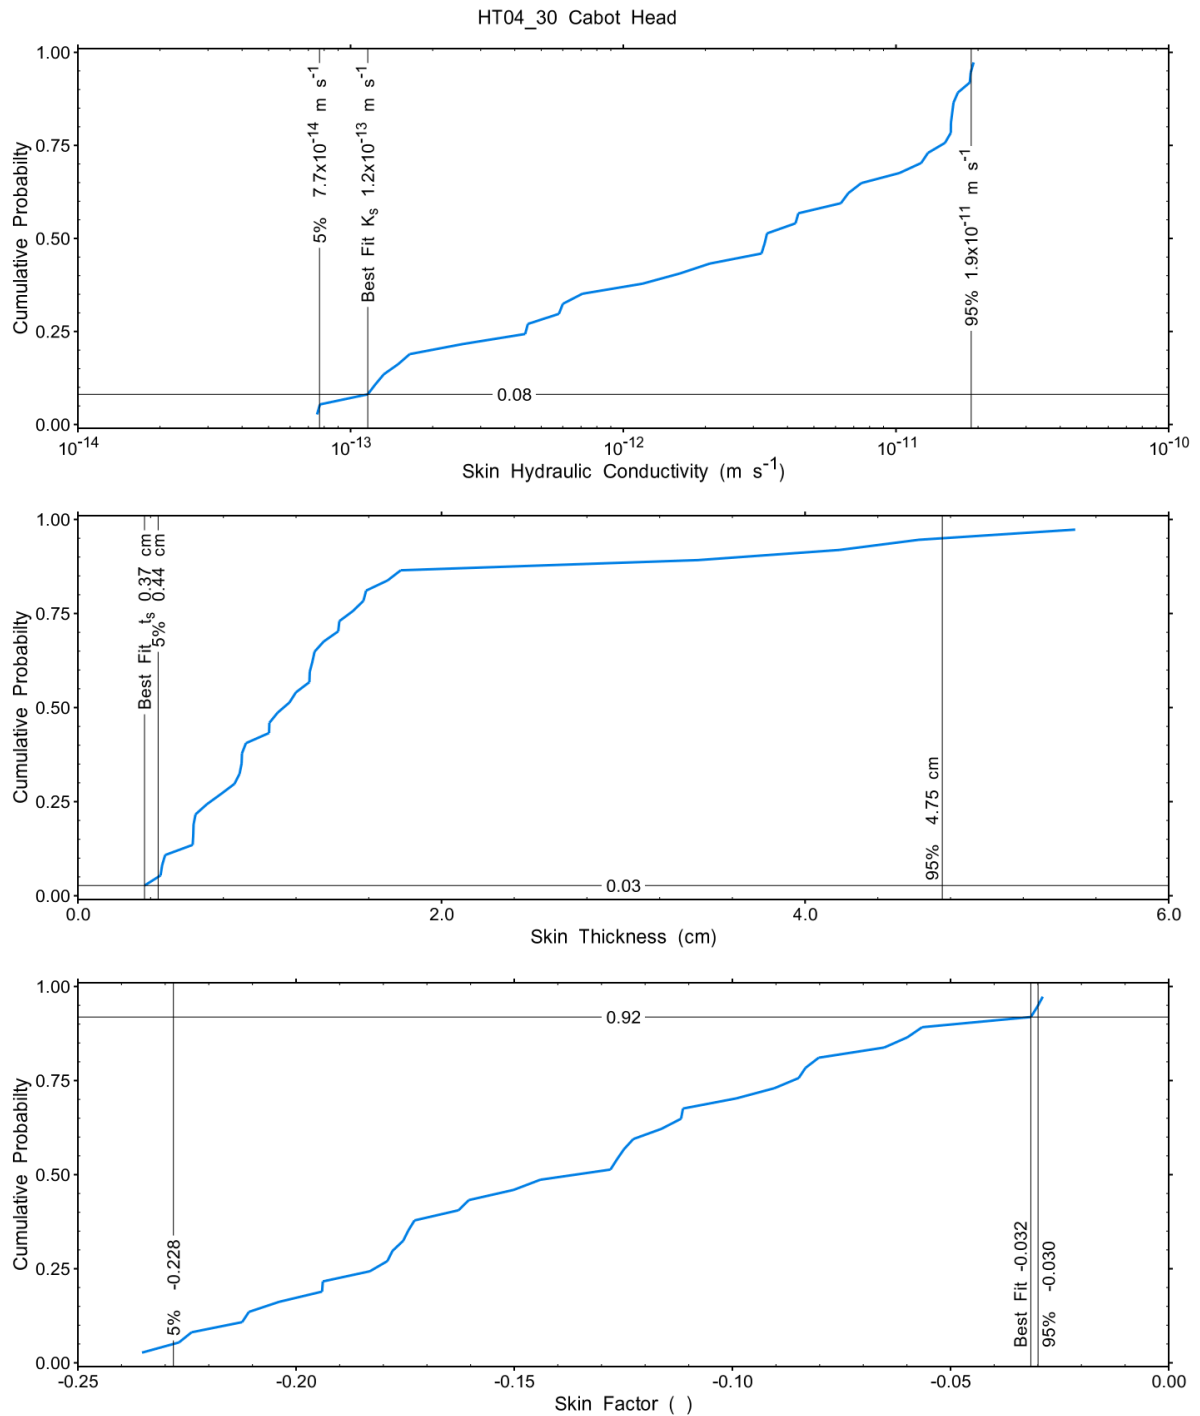 HT04_30 Cabot Head
Cumulative Probabilty
1.00
0.75
0.50
0.25
0.00
5% 7.7x10⁻¹⁴ m s⁻¹
Best Fit Kₛ 1.2x10⁻¹³ m s⁻¹
95% 1.9x10⁻¹¹ m s⁻¹
0.08
10⁻¹⁴ 10⁻¹³ 10⁻¹² 10⁻¹¹ 10⁻¹⁰
Skin Hydraulic Conductivity (m s⁻¹)
Cumulative Probabilty
1.00
0.75
0.50
0.25
0.00
Best Fit tₛ 0.37 cm
5% 0.44 cm
95% 4.75 cm
0.03
0.0 2.0 4.0 6.0
Skin Thickness (cm)
Cumulative Probabilty
1.00
0.75
0.50
0.25
0.00
0.92
5% -0.228
Best Fit -0.032
95% -0.030
-0.25 -0.20 -0.15 -0.10 -0.05 0.00
Skin Factor ( )